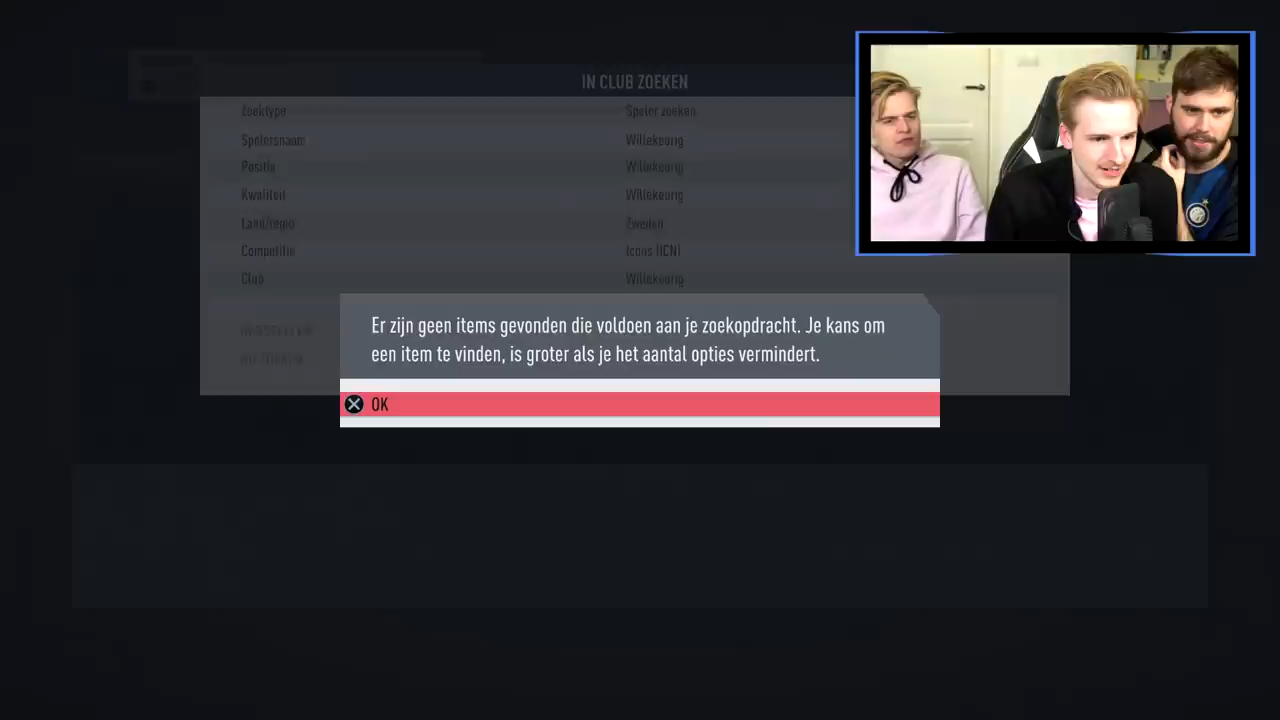 IN CLUB ZOEKEN
Zoektype Speler zoeken
Spelersnaam Willekeurig
Positie Willekeurig
Kwaliteit Willekeurig
Land/regio Zweden
Competitie Icons (ICN)
Club Willekeurig
Er zijn geen items gevonden die voldoen aan je zoekopdracht. Je kans om
een item te vinden, is groter als je het aantal opties vermindert.
OK